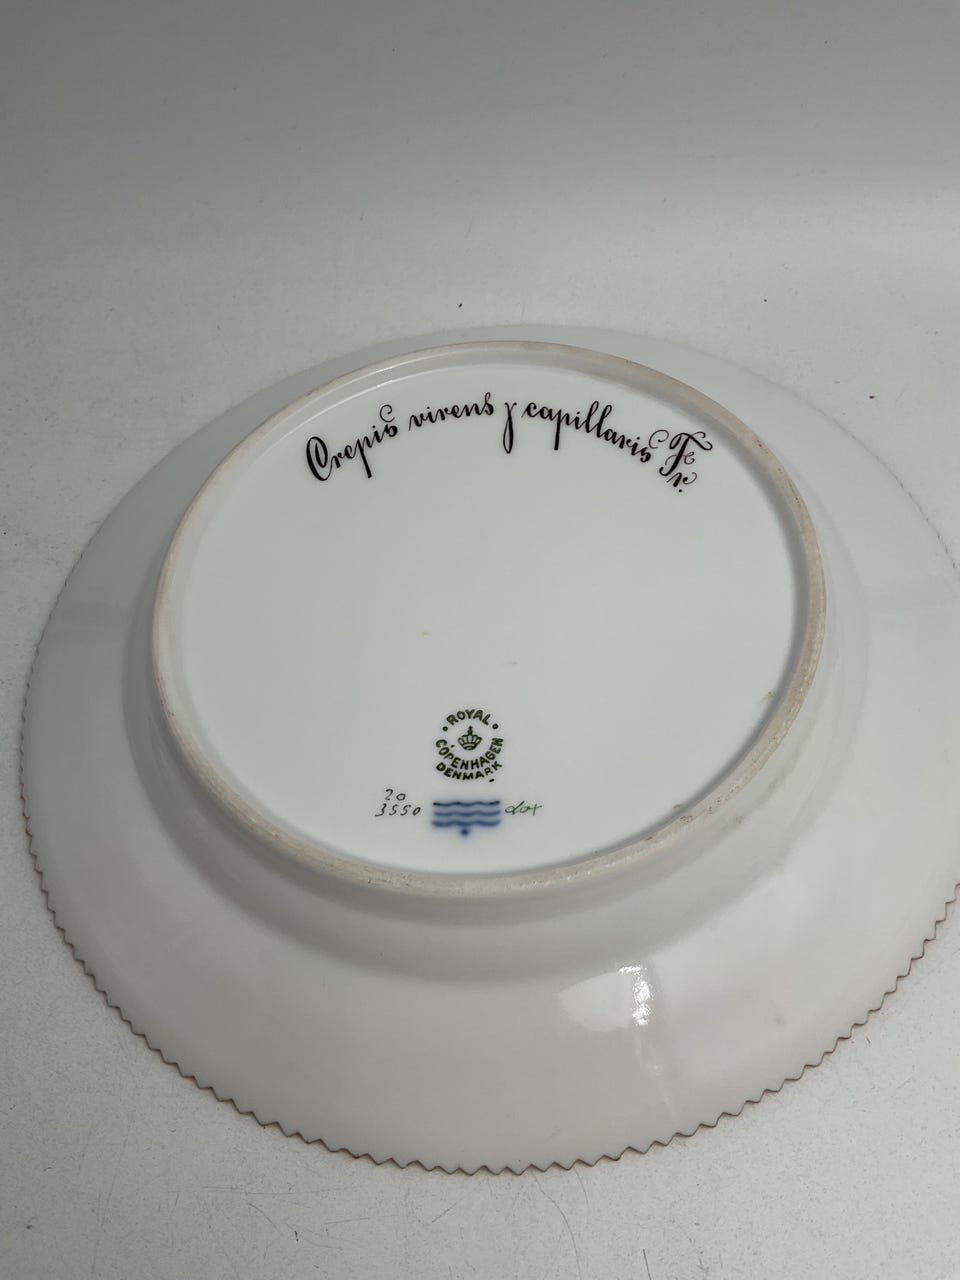 Crepis virens γ capillaris Fr.
ROYAL
COPENHAGEN
DENMARK
20
3550